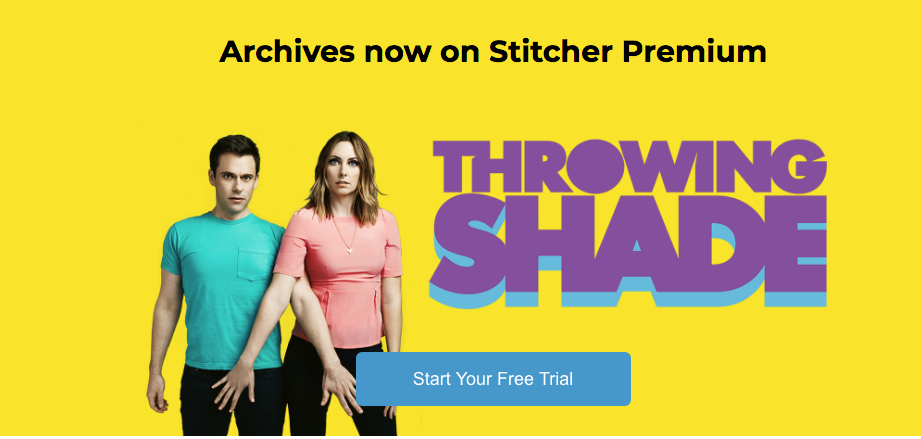 Archives now on Stitcher Premium
THROWING
SHADE
Start Your Free Trial